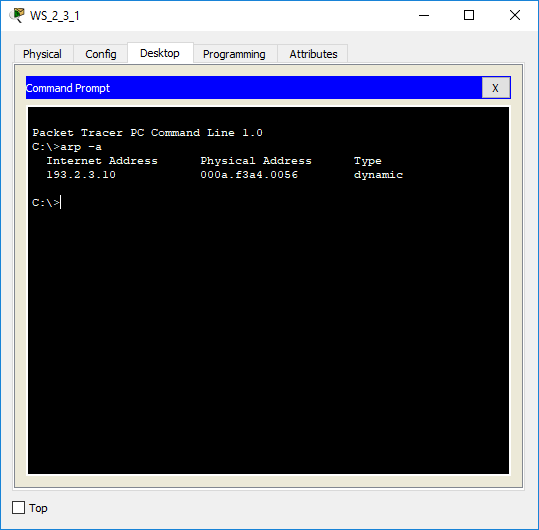 WS_2_3_1
Physical Config Desktop Programming Attributes
Command Prompt X
Packet Tracer PC Command Line 1.0
C:\>arp -a
Internet Address Physical Address Type
193.2.3.10 000a.f3a4.0056 dynamic
C:\>
Top